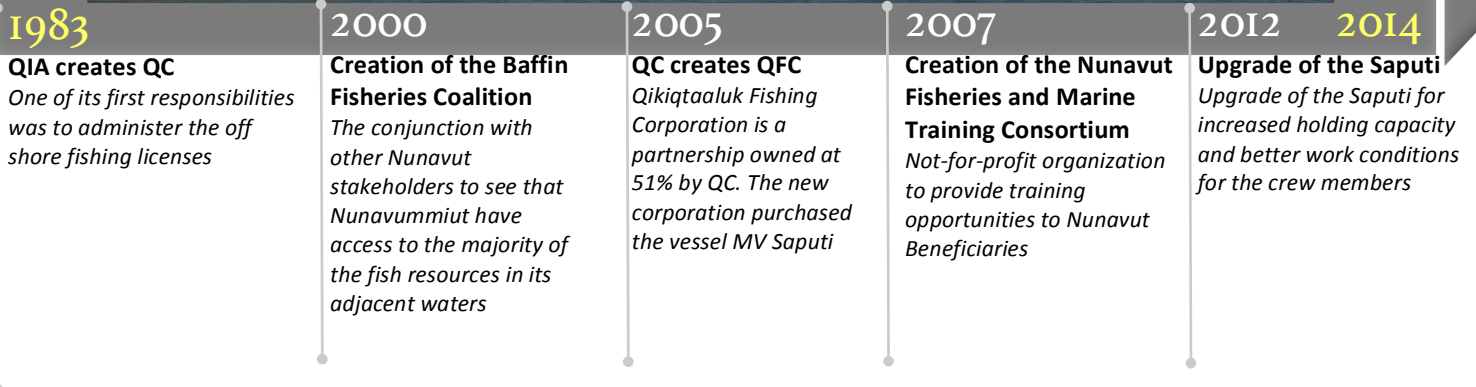 1983
QIA creates QC
One of its first responsibilities
was to administer the off
shore fishing licenses
2000
Creation of the Baffin
Fisheries Coalition
The conjunction with
other Nunavut
stakeholders to see that
Nunavummiut have
access to the majority of
the fish resources in its
adjacent waters
2005
QC creates QFC
Qikiqtaaluk Fishing
Corporation is a
partnership owned at
51% by QC. The new
corporation purchased
the vessel MV Saputi
2007
Creation of the Nunavut
Fisheries and Marine
Training Consortium
Not-for-profit organization
to provide training
opportunities to Nunavut
Beneficiaries
2012 2014
Upgrade of the Saputi
Upgrade of the Saputi for
increased holding capacity
and better work conditions
for the crew members